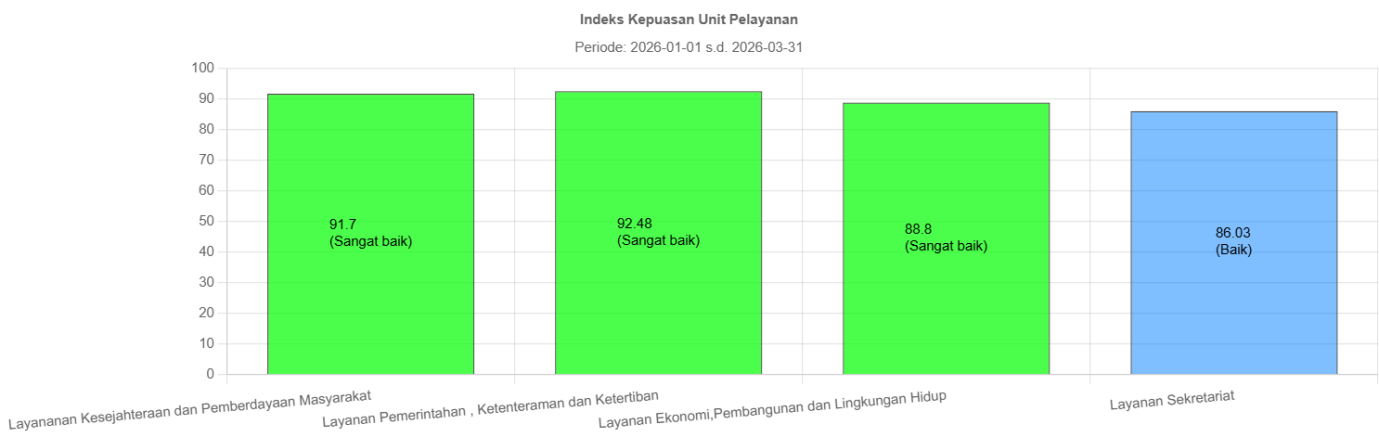 Indeks Kepuasan Unit Pelayanan
Periode: 2026-01-01 s.d. 2026-03-31
100
90
80
70
60
50
40
30
20
10
0
91.7
(Sangat baik)
92.48
(Sangat baik)
88.8
(Sangat baik)
86.03
(Baik)
Layananan Kesejahteraan dan Pemberdayaan Masyarakat
Layanan Pemerintahan , Ketenteraman dan Ketertiban
Layanan Ekonomi,Pembangunan dan Lingkungan Hidup
Layanan Sekretariat